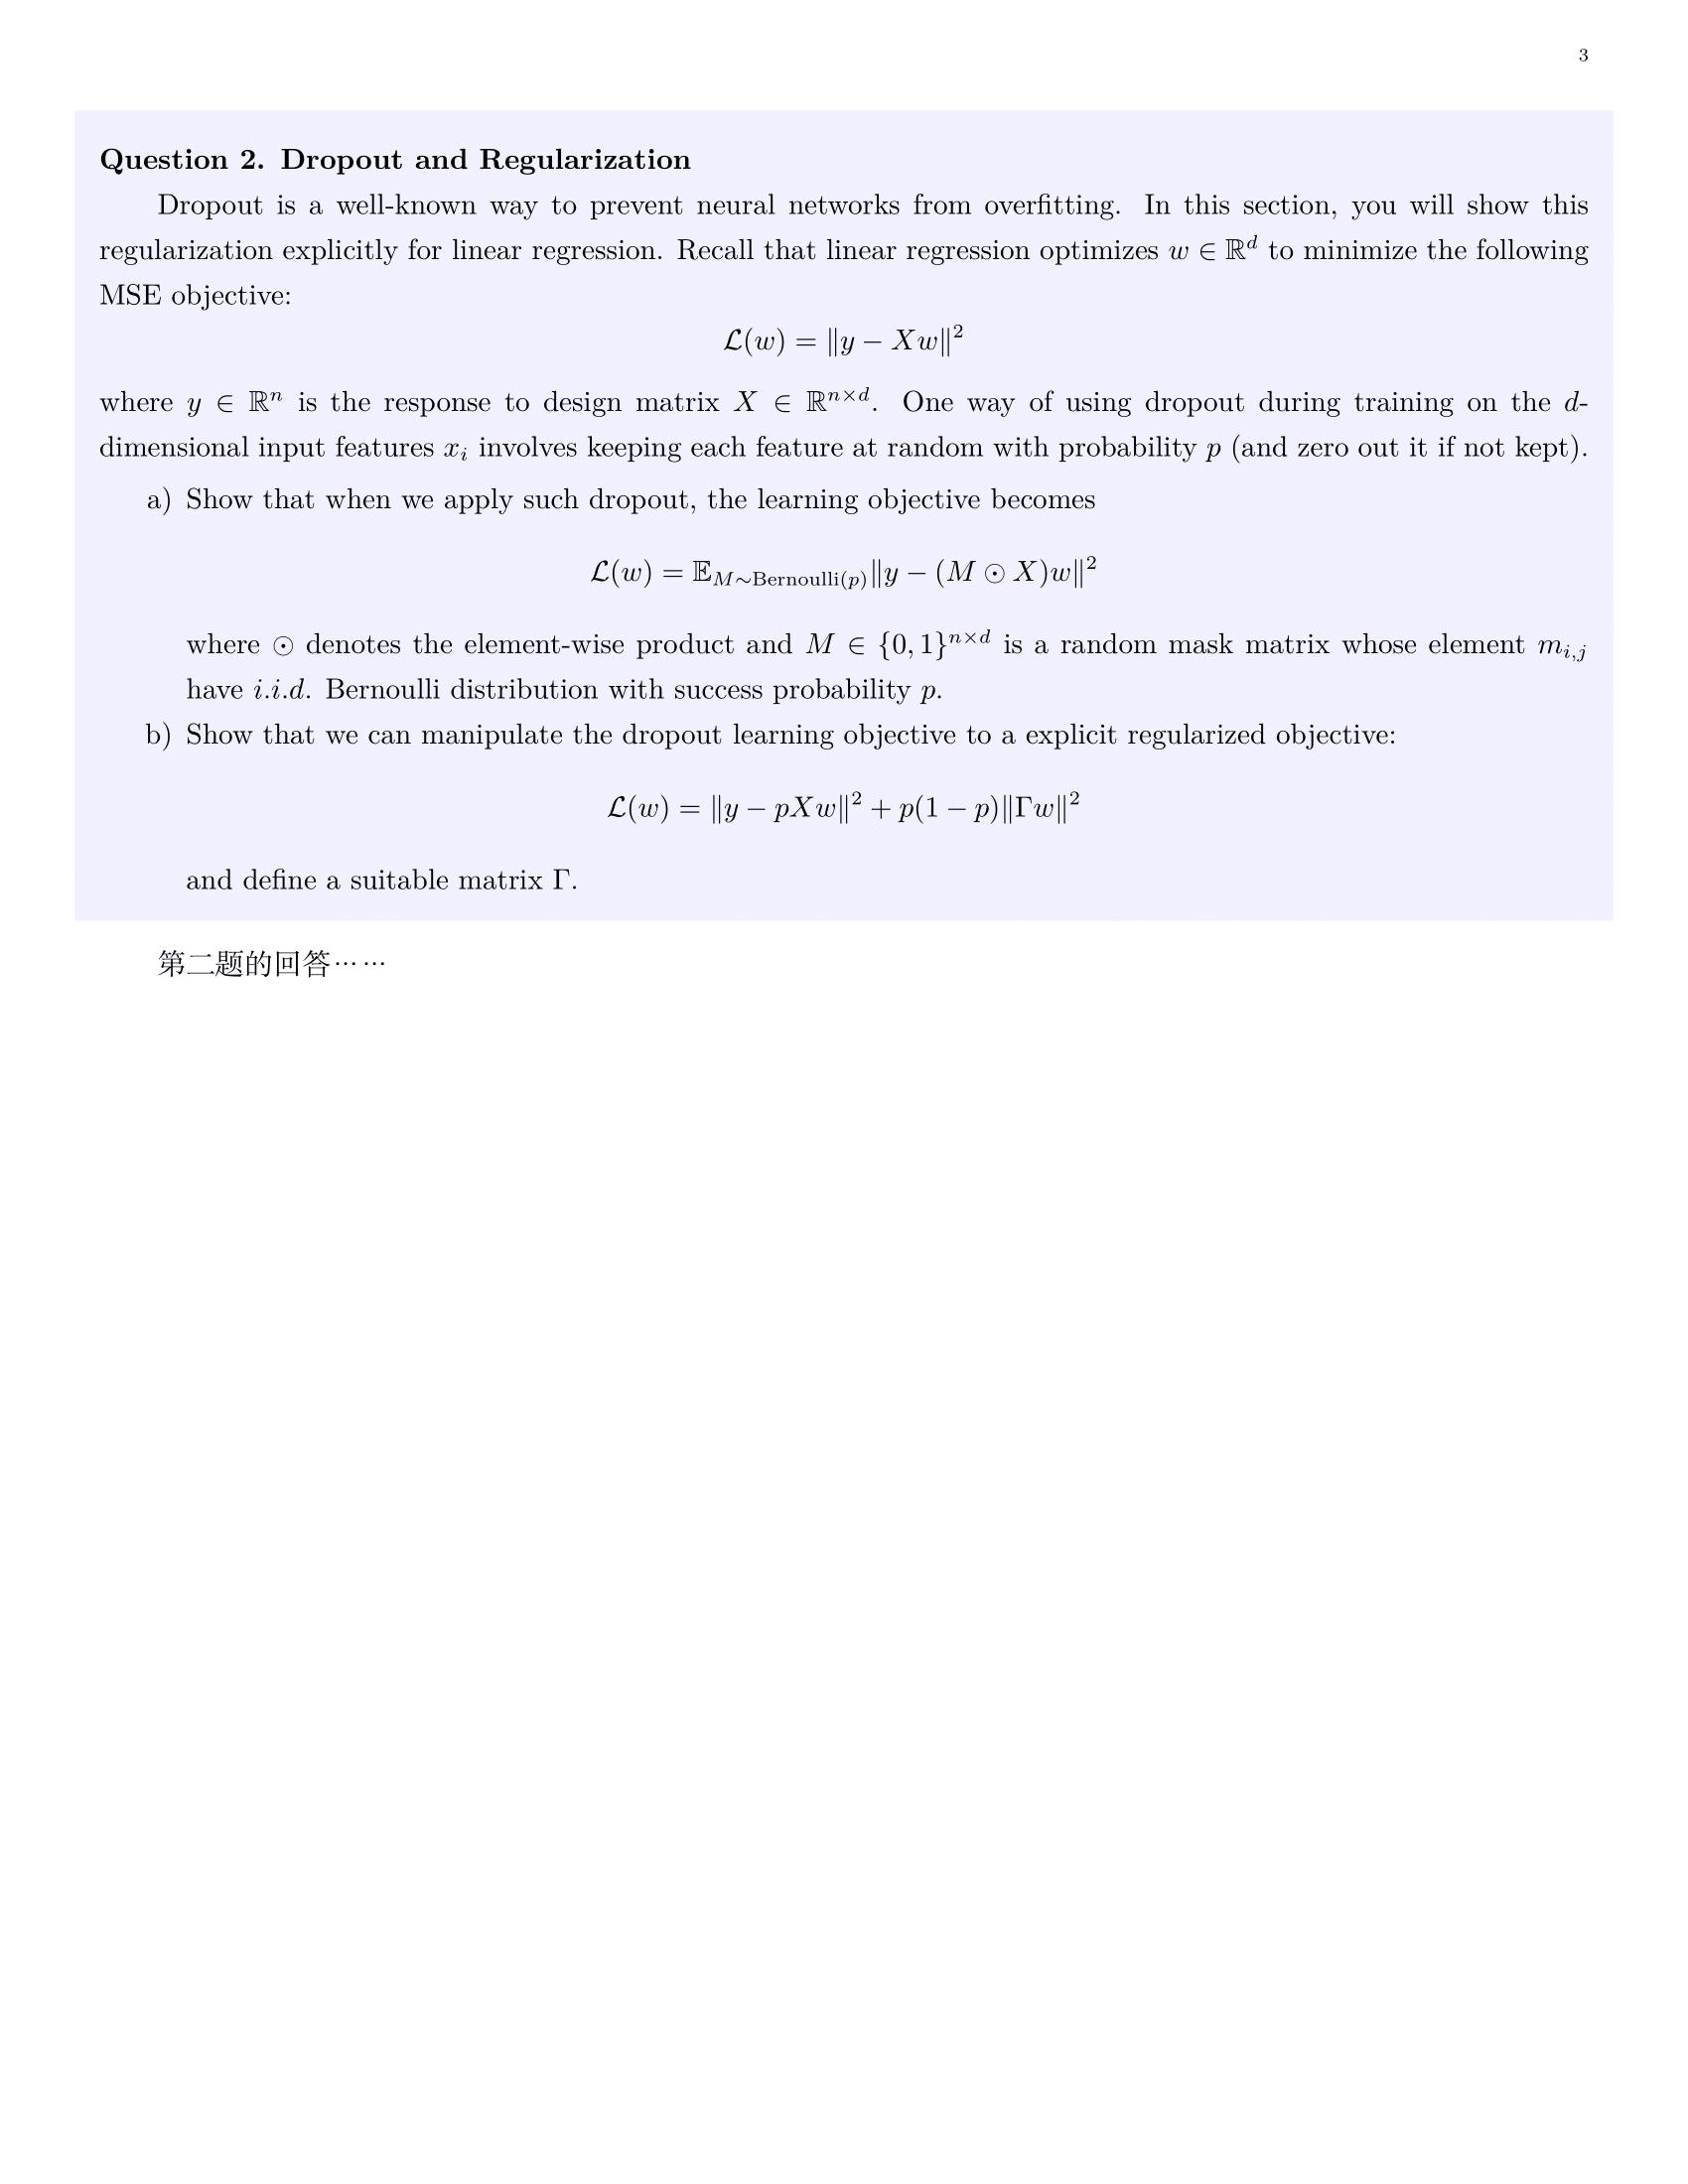 3
Question 2. Dropout and Regularization
Dropout is a well-known way to prevent neural networks from overfitting. In this section, you will show this
regularization explicitly for linear regression. Recall that linear regression optimizes $w \in \mathbb{R}^d$ to minimize the following
MSE objective:
$\mathcal{L}(w) = \|y - Xw\|^2$
where $y \in \mathbb{R}^n$ is the response to design matrix $X \in \mathbb{R}^{n \times d}$. One way of using dropout during training on the $d$-
dimensional input features $x_i$ involves keeping each feature at random with probability $p$ (and zero out it if not kept).
a) Show that when we apply such dropout, the learning objective becomes
$\mathcal{L}(w) = \mathbb{E}_{M \sim \text{Bernoulli}(p)} \|y - (M \odot X)w\|^2$
where $\odot$ denotes the element-wise product and $M \in \{0, 1\}^{n \times d}$ is a random mask matrix whose element $m_{i,j}$
have $i.i.d.$ Bernoulli distribution with success probability $p$.
b) Show that we can manipulate the dropout learning objective to a explicit regularized objective:
$\mathcal{L}(w) = \|y - pXw\|^2 + p(1 - p)\|\Gamma w\|^2$
and define a suitable matrix $\Gamma$.
第二题的回答……